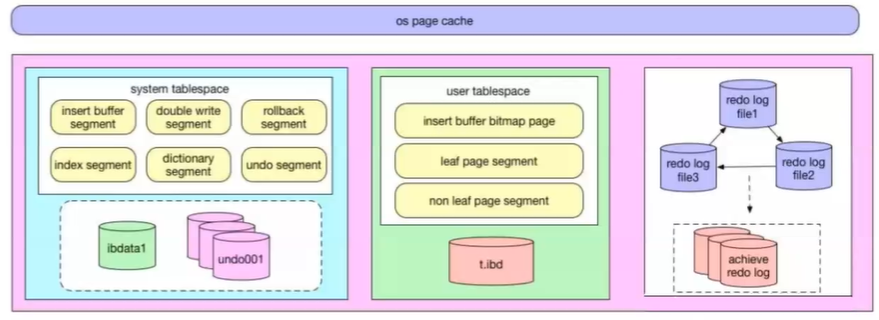 os page cache
system tablespace
insert buffer
segment
double write
segment
rollback
segment
index segment
dictionary
segment
undo segment
ibdata1
undo001
user tablespace
insert buffer bitmap page
leaf page segment
non leaf page segment
t.ibd
redo log
file1
redo log
file3
redo log
file2
achieve
redo log